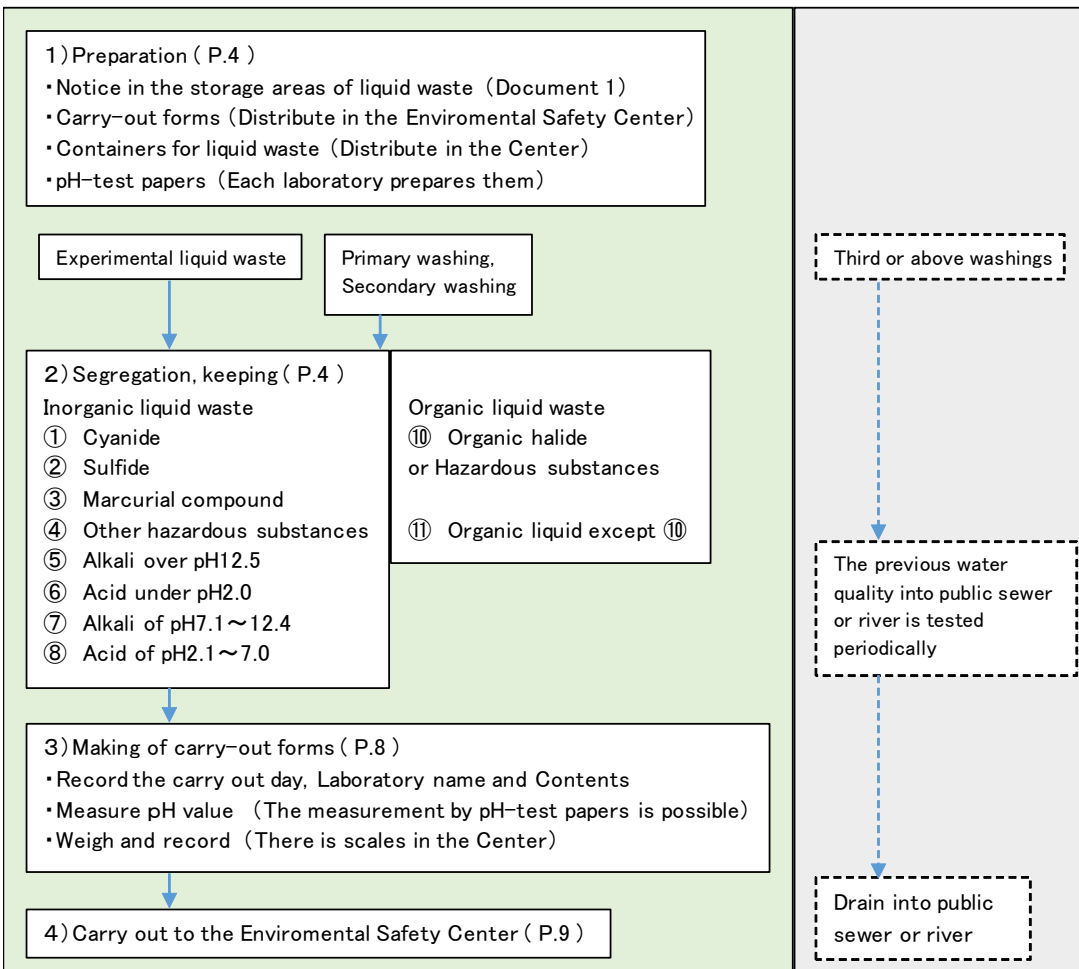 1)Preparation ( P.4 )
・Notice in the storage areas of liquid waste (Document 1)
・Carry-out forms (Distribute in the Enviromental Safety Center)
・Containers for liquid waste (Distribute in the Center)
・pH-test papers (Each laboratory prepares them)
Experimental liquid waste
Primary washing,
Secondary washing
2)Segregation, keeping ( P.4 )
Inorganic liquid waste
① Cyanide
② Sulfide
③ Marcurial compound
④ Other hazardous substances
⑤ Alkali over pH12.5
⑥ Acid under pH2.0
⑦ Alkali of pH7.1～12.4
⑧ Acid of pH2.1～7.0
Organic liquid waste
⑩ Organic halide
or Hazardous substances
⑪ Organic liquid except ⑩
3)Making of carry-out forms ( P.8 )
・Record the carry out day, Laboratory name and Contents
・Measure pH value (The measurement by pH-test papers is possible)
・Weigh and record (There is scales in the Center)
4)Carry out to the Enviromental Safety Center ( P.9 )
Third or above washings
The previous water
quality into public sewer
or river is tested
periodically
Drain into public
sewer or river